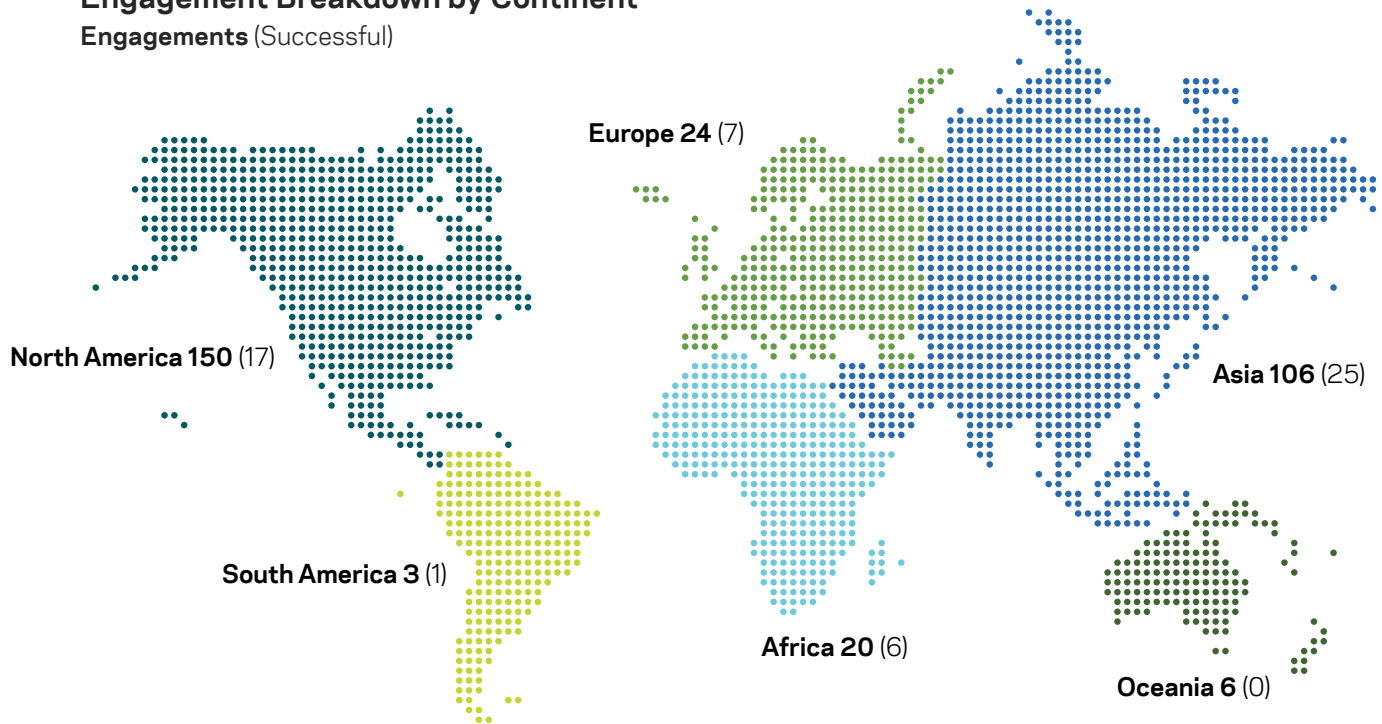 Engagement Breakdown by Continent
Engagements (Successful)
Europe 24 (7)
North America 150 (17)
Asia 106 (25)
South America 3 (1)
Africa 20 (6)
Oceania 6 (0)